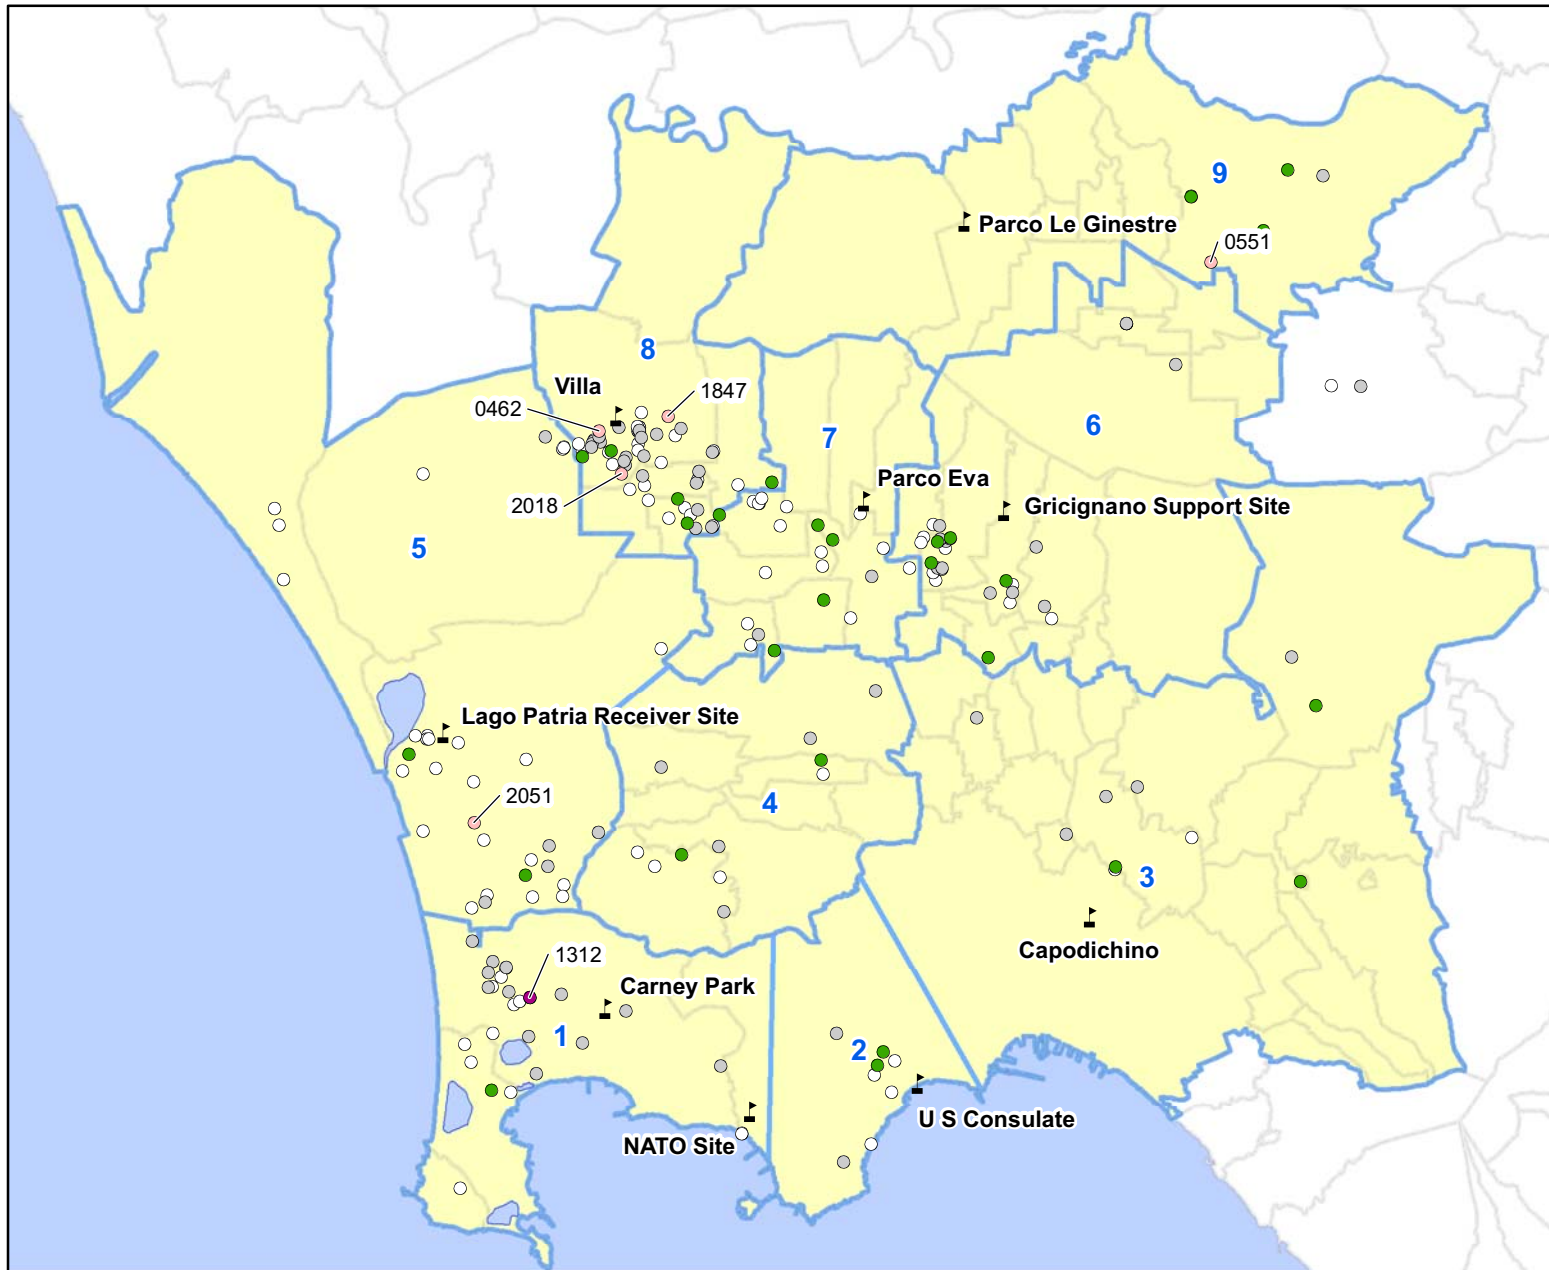 9
Parco Le Ginestre
0551
8
Villa
1847
0462
7
6
Parco Eva
2018
Gricignano Support Site
5
Lago Patria Receiver Site
2051
4
3
Capodichino
1312
Carney Park
1
2
U S Consulate
NATO Site